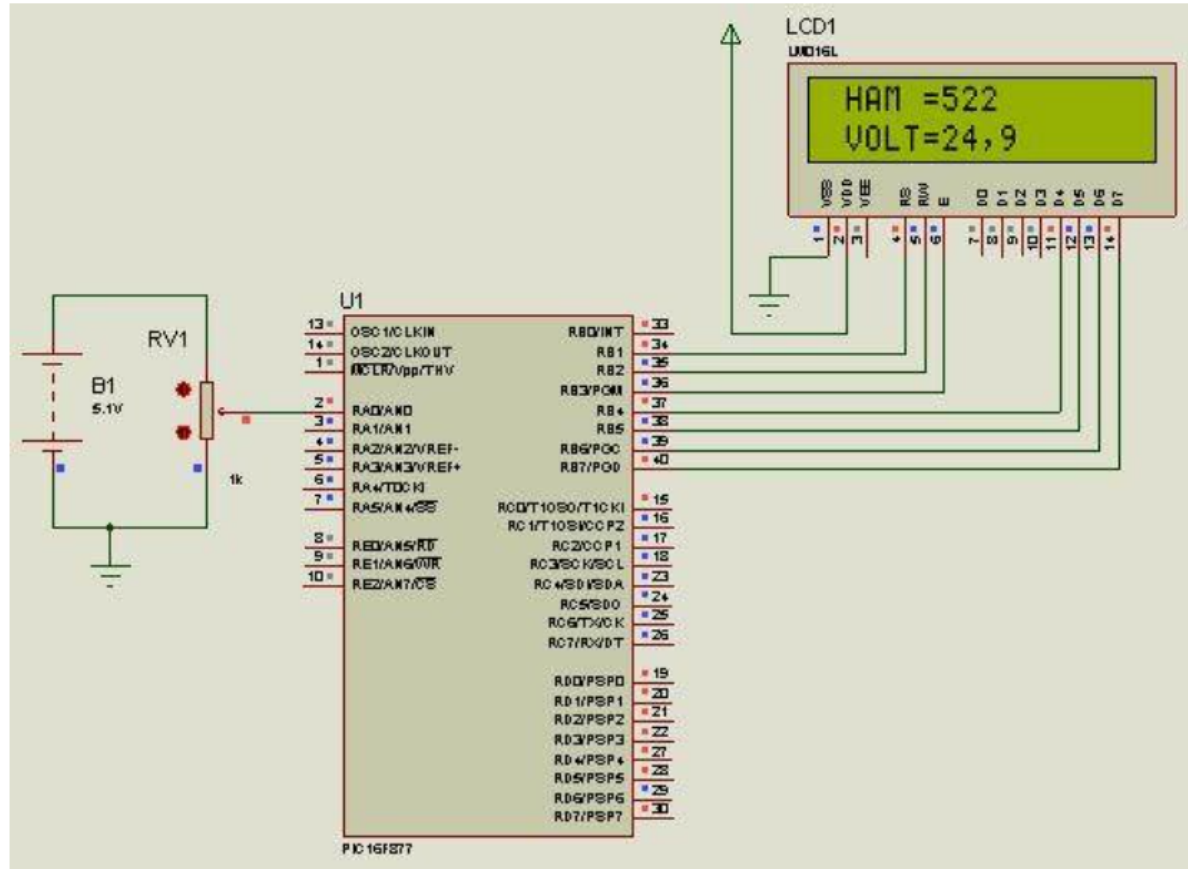 LCD1
LMD16L
HAM =522
VOLT=24,9
VSS VDD VEE RS RW E D0 D1 D2 D3 D4 D5 D6 D7
1 2 3 4 5 6 7 8 9 10 11 12 13 14
RV1
B1
5.1V
1k
U1
13 OSC1/CLKIN RB0/INT 33
14 OSC2/CLKOUT RB1 34
1 MCLR/Vpp/THV RB2 35
RB3/PGM 36
2 RA0/AN0 RB4 37
3 RA1/AN1 RB5 38
4 RA2/AN2/VREF- RB6/PGC 39
5 RA3/AN3/VREF+ RB7/PGD 40
6 RA4/T0CKI
7 RA5/AN4/SS RC0/T1OSO/T1CKI 15
RC1/T1OSI/CCP2 16
8 RE0/AN5/RD RC2/CCP1 17
9 RE1/AN6/WR RC3/SCK/SCL 18
10 RE2/AN7/CS RC4/SDI/SDA 23
RC5/SDO 24
RC6/TX/CK 25
RC7/RX/DT 26
RD0/PSP0 19
RD1/PSP1 20
RD2/PSP2 21
RD3/PSP3 22
RD4/PSP4 27
RD5/PSP5 28
RD6/PSP6 29
RD7/PSP7 30
PIC16F877